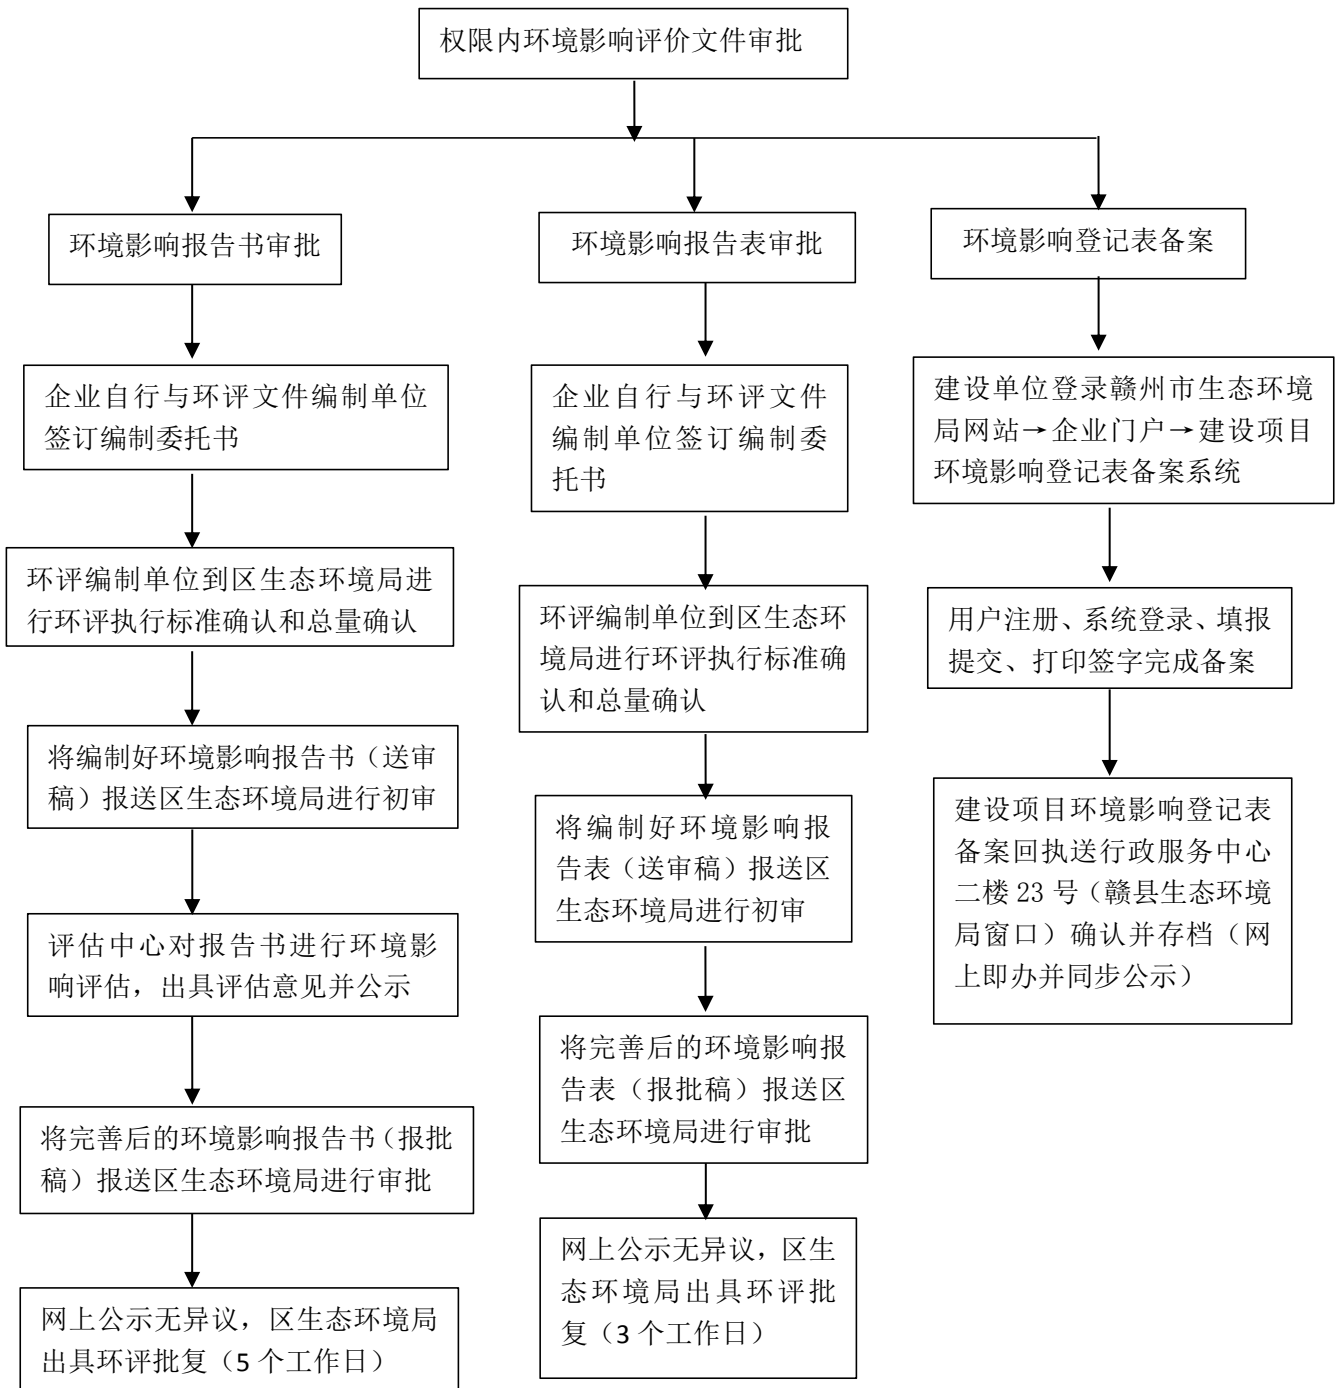 权限内环境影响评价文件审批
环境影响报告书审批
企业自行与环评文件编制单位
签订编制委托书
环评编制单位到区生态环境局进
行环评执行标准确认和总量确认
将编制好环境影响报告书（送审
稿）报送区生态环境局进行初审
评估中心对报告书进行环境影
响评估，出具评估意见并公示
将完善后的环境影响报告书（报批
稿）报送区生态环境局进行审批
网上公示无异议，区生态环境局
出具环评批复（5 个工作日）
环境影响报告表审批
企业自行与环评文件
编制单位签订编制委
托书
环评编制单位到区生态环
境局进行环评执行标准确
认和总量确认
将编制好环境影响报
告表（送审稿）报送区
生态环境局进行初审
将完善后的环境影响报
告表（报批稿）报送区
生态环境局进行审批
网上公示无异议，区生
态环境局出具环评批
复（3 个工作日）
环境影响登记表备案
建设单位登录赣州市生态环境
局网站→企业门户→建设项目
环境影响登记表备案系统
用户注册、系统登录、填报
提交、打印签字完成备案
建设项目环境影响登记表
备案回执送行政服务中心
二楼 23 号（赣县生态环境
局窗口）确认并存档（网
上即办并同步公示）